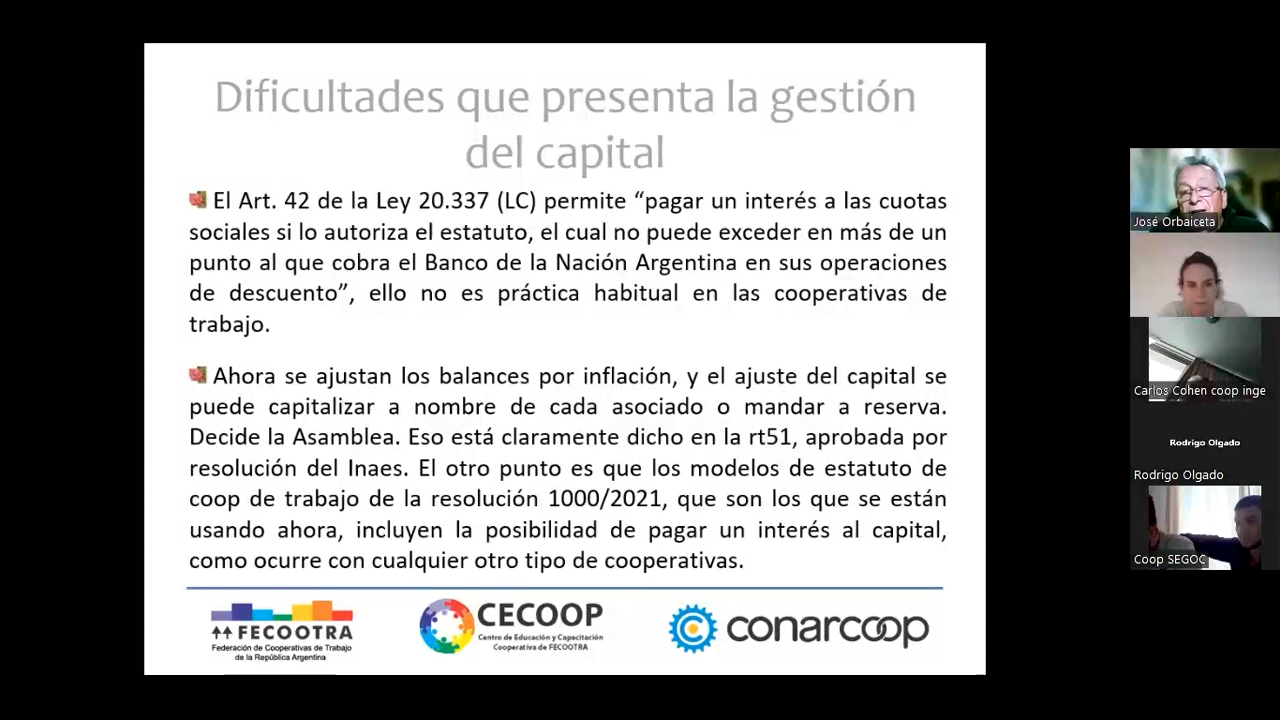 Dificultades que presenta la gestión
del capital
El Art. 42 de la Ley 20.337 (LC) permite “pagar un interés a las cuotas
sociales si lo autoriza el estatuto, el cual no puede exceder en más de un
punto al que cobra el Banco de la Nación Argentina en sus operaciones
de descuento”, ello no es práctica habitual en las cooperativas de
trabajo.
Ahora se ajustan los balances por inflación, y el ajuste del capital se
puede capitalizar a nombre de cada asociado o mandar a reserva.
Decide la Asamblea. Eso está claramente dicho en la rt51, aprobada por
resolución del Inaes. El otro punto es que los modelos de estatuto de
coop de trabajo de la resolución 1000/2021, que son los que se están
usando ahora, incluyen la posibilidad de pagar un interés al capital,
como ocurre con cualquier otro tipo de cooperativas.
FECOOTRA
Federación de Cooperativas de Trabajo
de la República Argentina
CECOOP
Centro de Educación y Capacitación
Cooperativa de FECOOTRA
conarcoop
José Orbaiceta
Carlos Cohen coop inge
Rodrigo Olgado
Rodrigo Olgado
Coop SEGOC